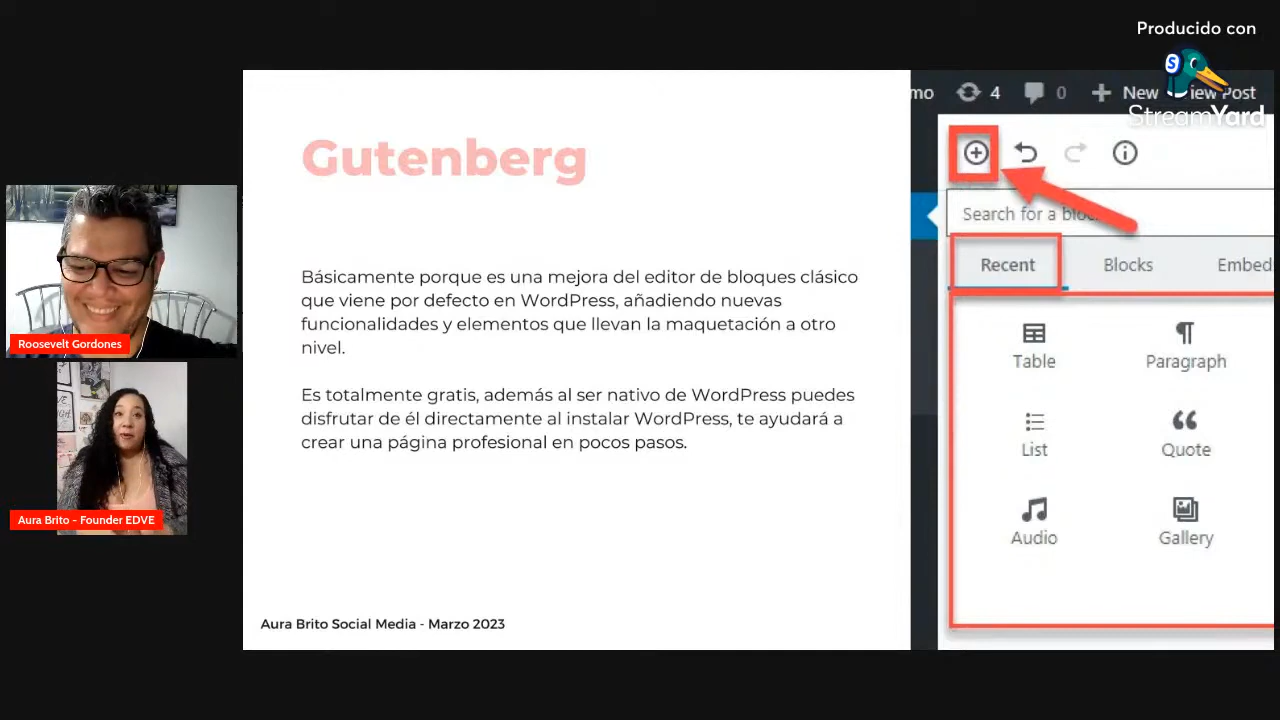 Producido con
StreamYard
mo 4 0 New View Post
Gutenberg
Search for a bloc
Recent Blocks Embed
Básicamente porque es una mejora del editor de bloques clásico
que viene por defecto en WordPress, añadiendo nuevas
funcionalidades y elementos que llevan la maquetación a otro
nivel.
Es totalmente gratis, además al ser nativo de WordPress puedes
disfrutar de él directamente al instalar WordPress, te ayudará a
crear una página profesional en pocos pasos.
Table Paragraph
List Quote
Audio Gallery
Roosevelt Gordones
Aura Brito - Founder EDVE
Aura Brito Social Media - Marzo 2023